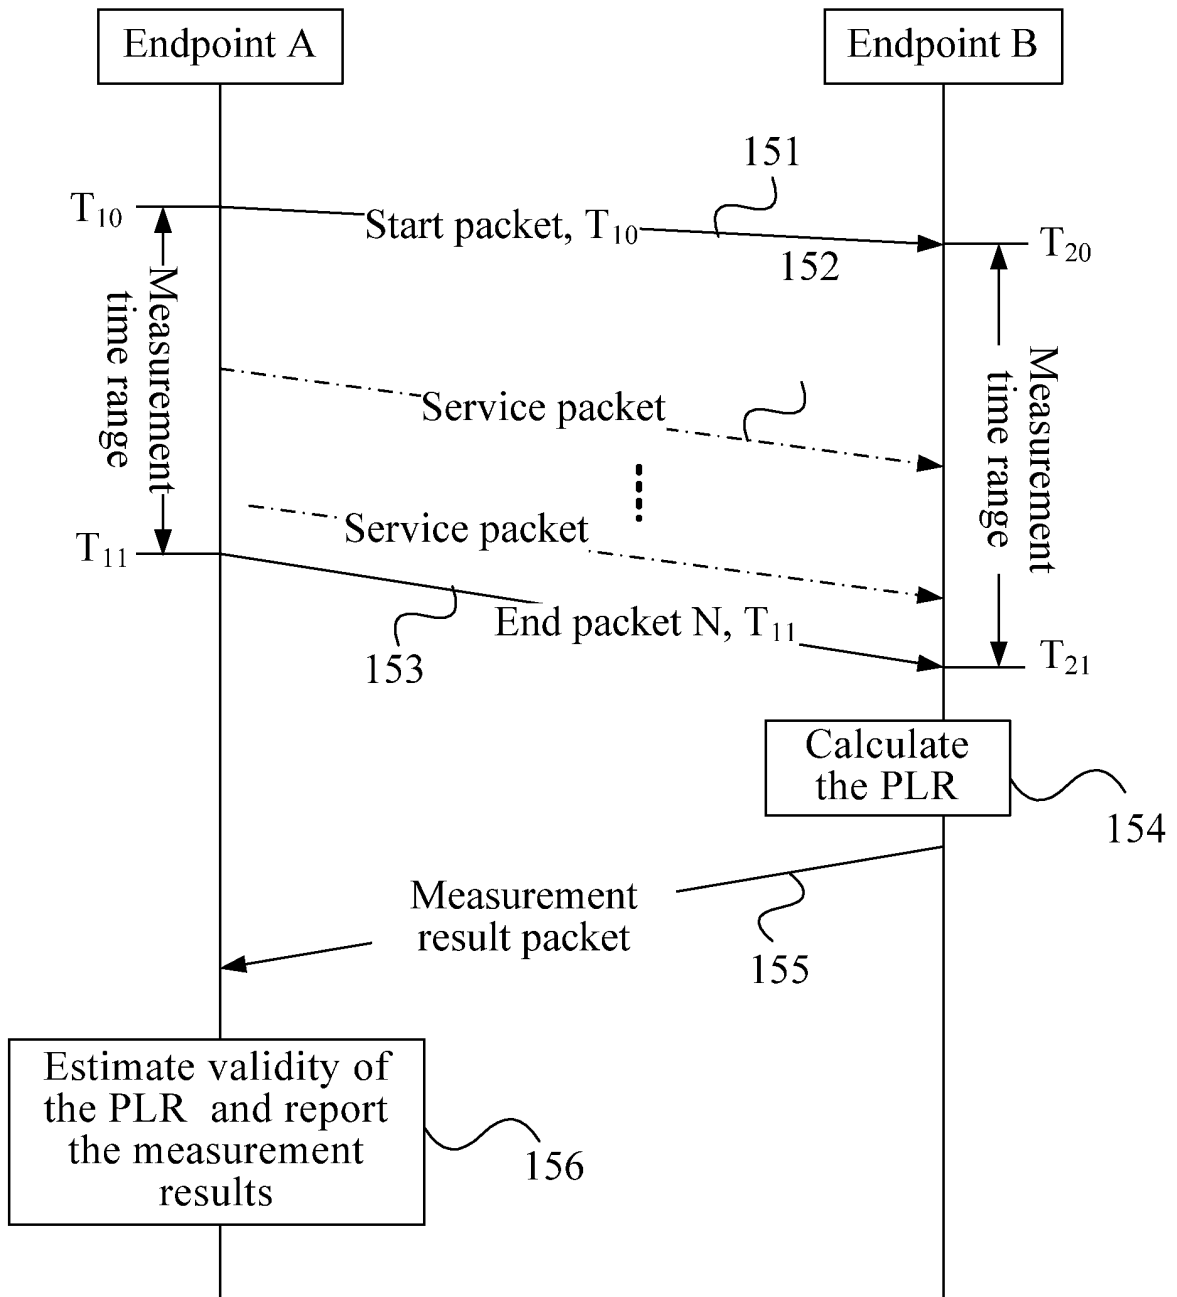 Endpoint A
Endpoint B
151
T10
Start packet, T10
152
T20
Measurement
time range
Measurement
time range
Service packet
Service packet
T11
End packet N, T11
153
T21
Calculate
the PLR
154
Measurement
result packet
155
Estimate validity of
the PLR and report
the measurement
results
156